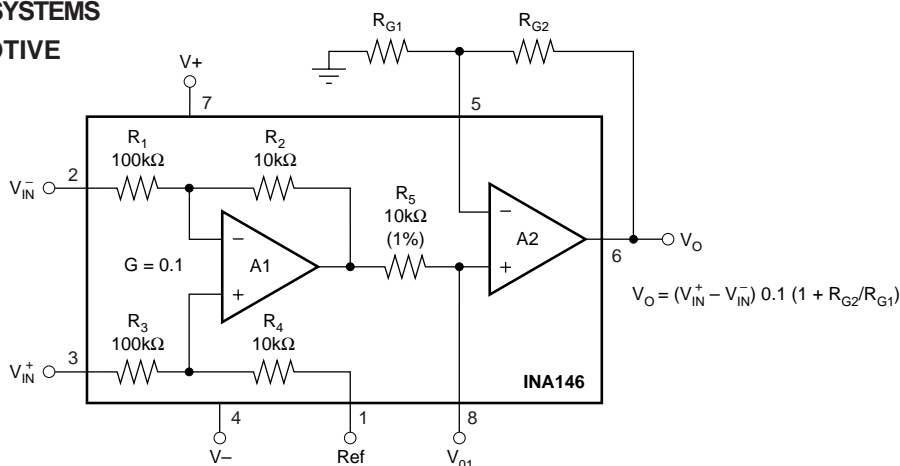 SYSTEMS
OTIVE
R_G1
R_G2
V+
7
5
R_1
100kΩ
R_2
10kΩ
2
V_IN^–
R_5
10kΩ
(1%)
–
A1
+
G = 0.1
–
A2
+
6
V_O
V_O = (V_IN^+ – V_IN^–) 0.1 (1 + R_G2/R_G1)
R_3
100kΩ
R_4
10kΩ
3
V_IN^+
INA146
4
1
8
V–
Ref
V_01